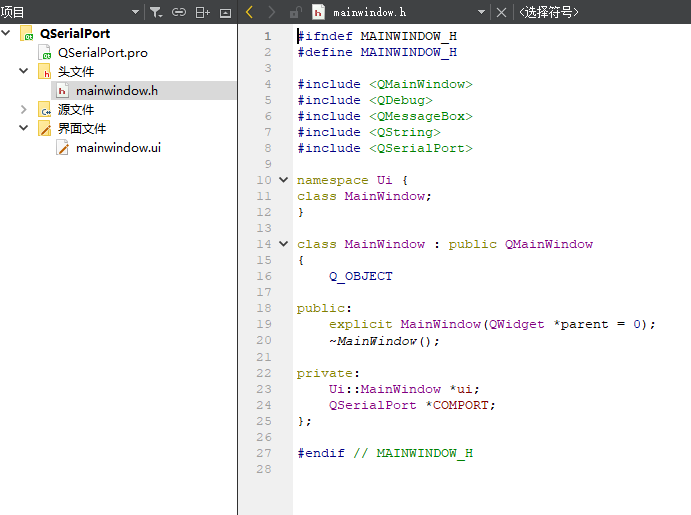 项目
mainwindow.h
<选择符号>
QSerialPort
QSerialPort.pro
头文件
mainwindow.h
源文件
界面文件
mainwindow.ui
1 #ifndef MAINWINDOW_H
2 #define MAINWINDOW_H
3
4 #include <QMainWindow>
5 #include <QDebug>
6 #include <QMessageBox>
7 #include <QString>
8 #include <QSerialPort>
9
10 namespace Ui {
11 class MainWindow;
12 }
13
14 class MainWindow : public QMainWindow
15 {
16     Q_OBJECT
17
18 public:
19     explicit MainWindow(QWidget *parent = 0);
20     ~MainWindow();
21
22 private:
23     Ui::MainWindow *ui;
24     QSerialPort *COMPORT;
25 };
26
27 #endif // MAINWINDOW_H
28